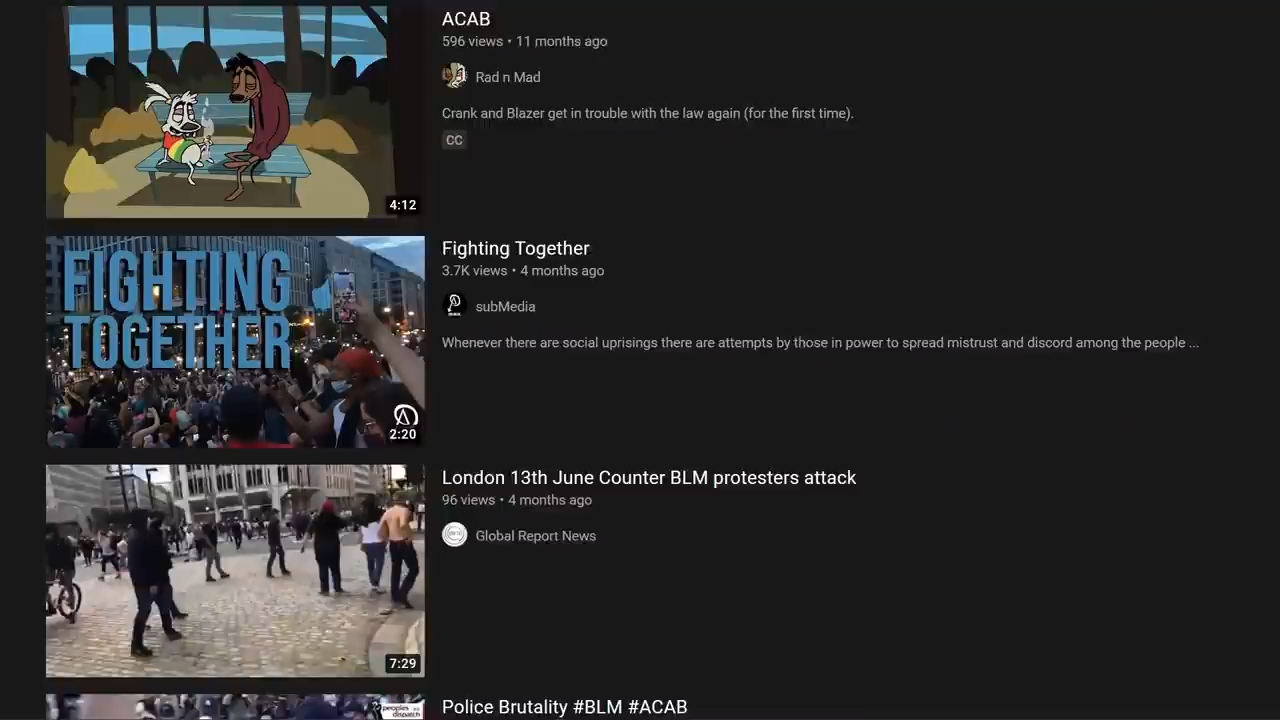 ACAB
596 views • 11 months ago
Rad n Mad
Crank and Blazer get in trouble with the law again (for the first time).
CC
4:12
FIGHTING
TOGETHER
2:20
Fighting Together
3.7K views • 4 months ago
subMedia
Whenever there are social uprisings there are attempts by those in power to spread mistrust and discord among the people ...
London 13th June Counter BLM protesters attack
96 views • 4 months ago
Global Report News
7:29
peoples
dispatch
Police Brutality #BLM #ACAB